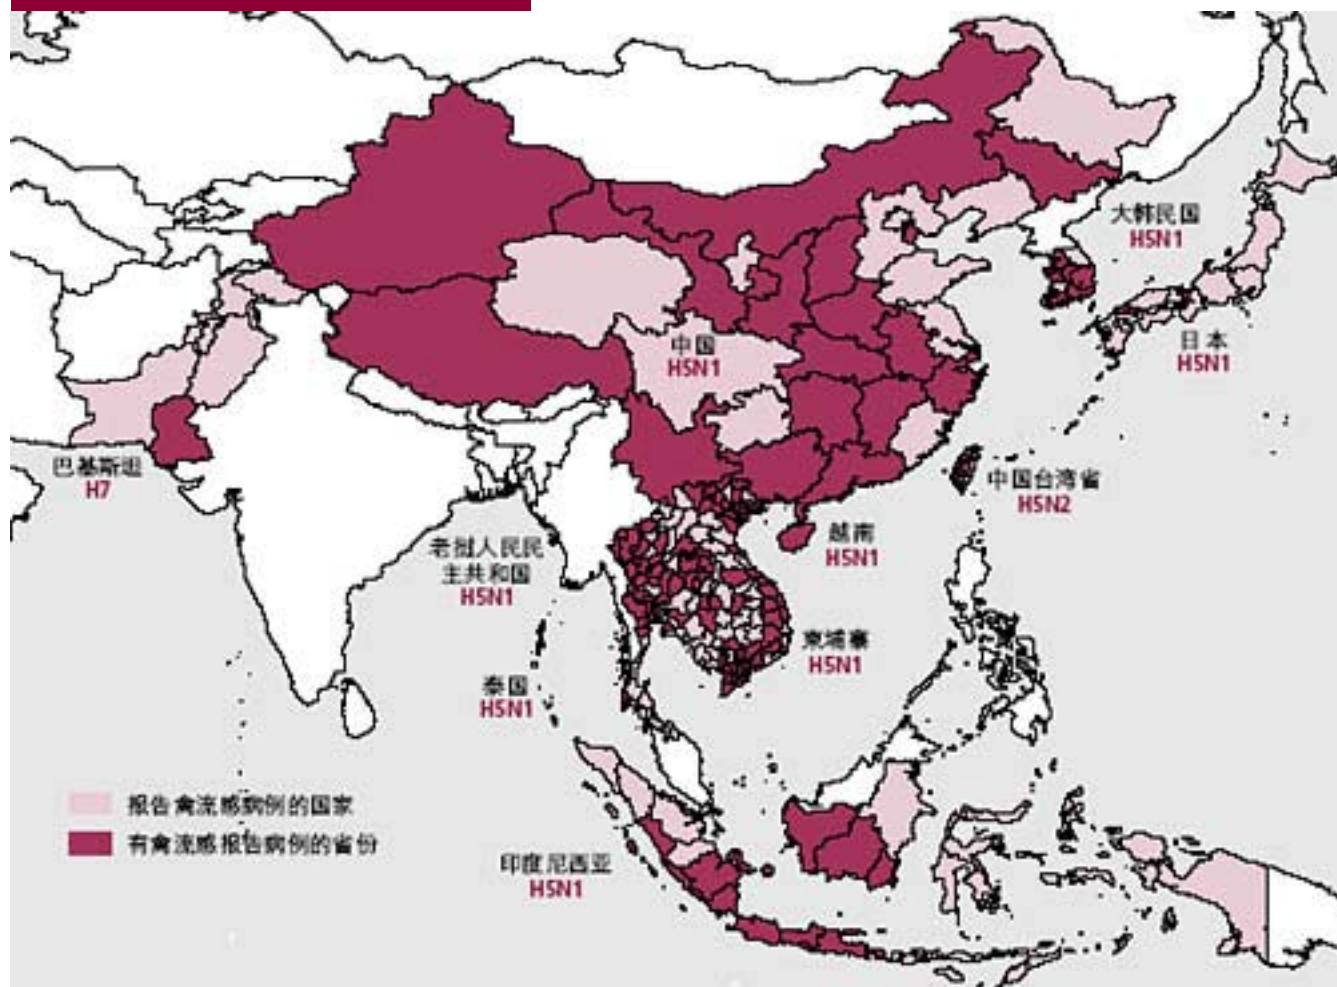 大韩民国
H5N1
日本
H5N1
中国
H5N1
巴基斯坦
H7
中国台湾省
H5N2
越南
H5N1
老挝人民民
主共和国
H5N1
柬埔寨
H5N1
泰国
H5N1
报告禽流感病例的国家
有禽流感报告病例的省份
印度尼西亚
H5N1